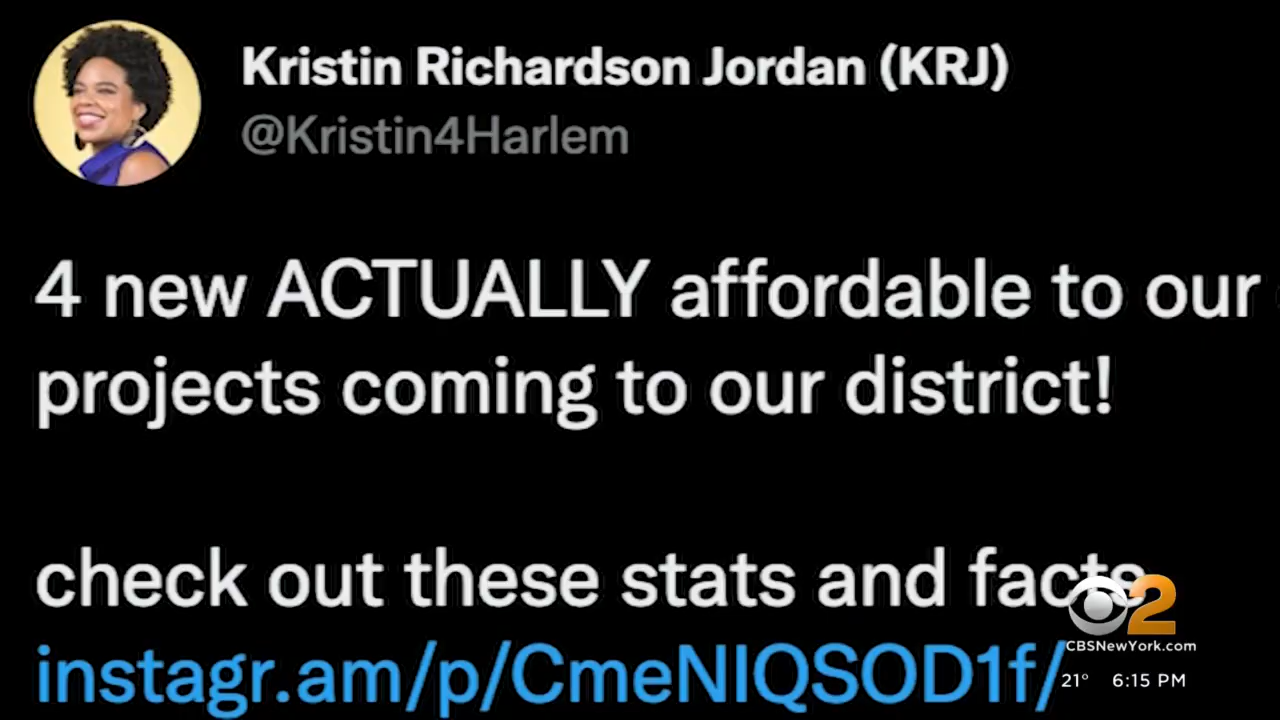 Kristin Richardson Jordan (KRJ)
@Kristin4Harlem
4 new ACTUALLY affordable to our
projects coming to our district!
check out these stats and facts
instagr.am/p/CmeNIQSOD1f/
2
CBSNewYork.com
21° 6:15 PM